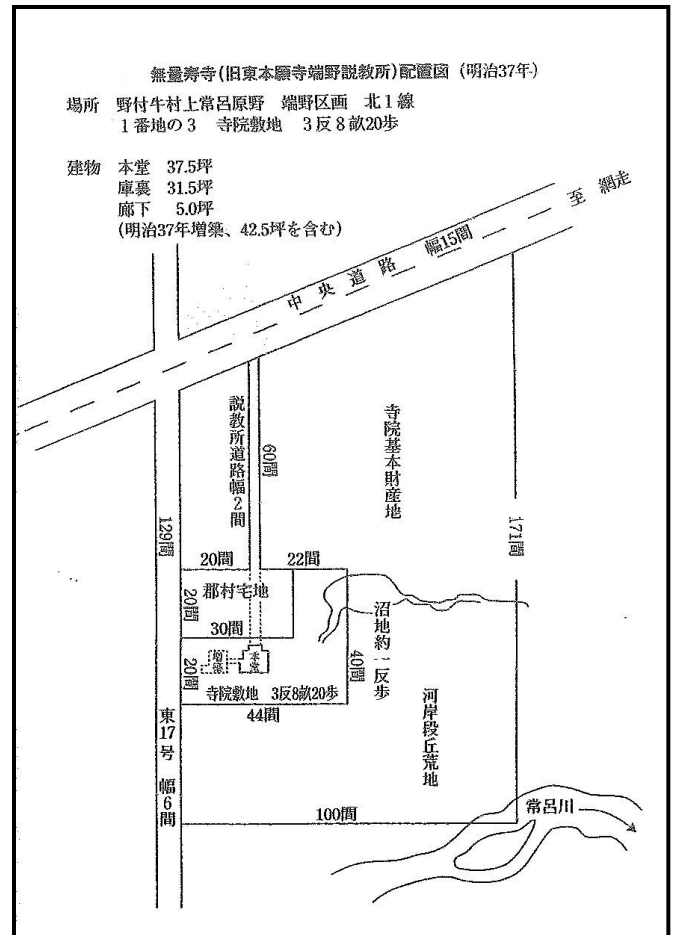 無量寿寺(旧東本願寺端野説教所)配置図 (明治37年)
場所 野付牛村上常呂原野 端野区画 北1線
1番地の3 寺院敷地 3反8畝20歩
建物 本堂 37.5坪
庫裏 31.5坪
廊下 5.0坪
(明治37年増築、42.5坪を含む)
至 網走
中央道路 幅15間
説教所道路幅2間
60間
寺院基本財産地
129間
171間
20間
22間
郡村宅地
20間
30間
沼地約一反歩
増築
本堂
20間
40間
寺院敷地 3反8畝20歩
44間
河岸段丘荒地
東17号 幅6間
100間
常呂川